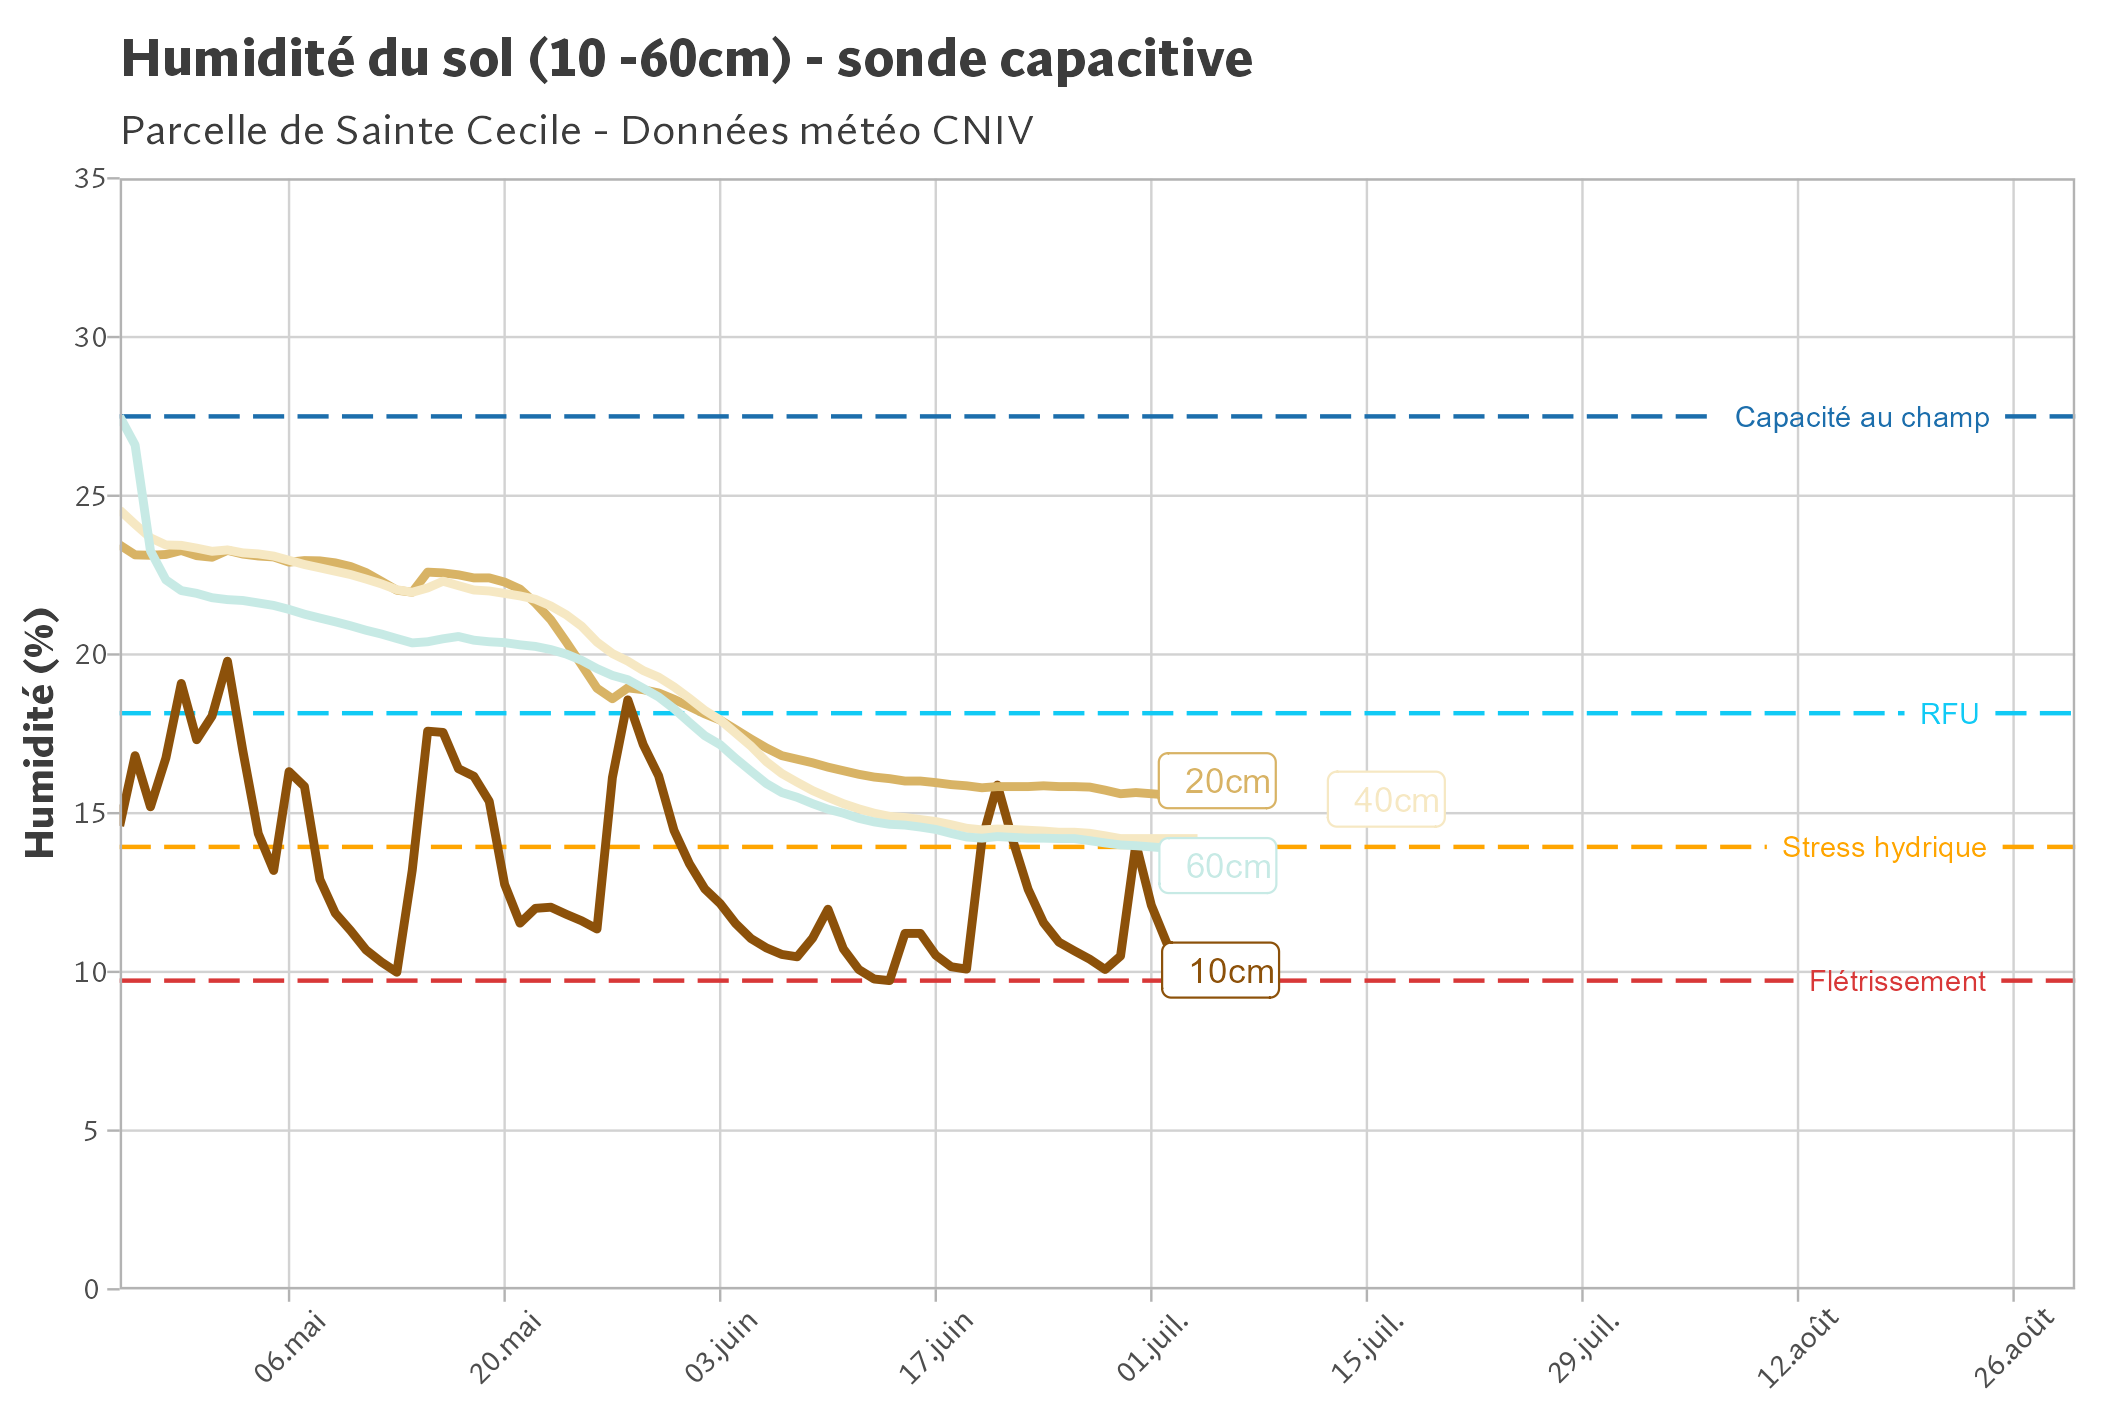 Humidité du sol (10 -60cm) - sonde capacitive
Parcelle de Sainte Cecile - Données météo CNIV
Humidité (%)
35
30
25
20
15
10
5
0
Capacité au champ
RFU
20cm
40cm
Stress hydrique
60cm
10cm
Flétrissement
06.mai
20.mai
03.juin
17.juin
01.juil.
15.juil.
29.juil.
12.août
26.août